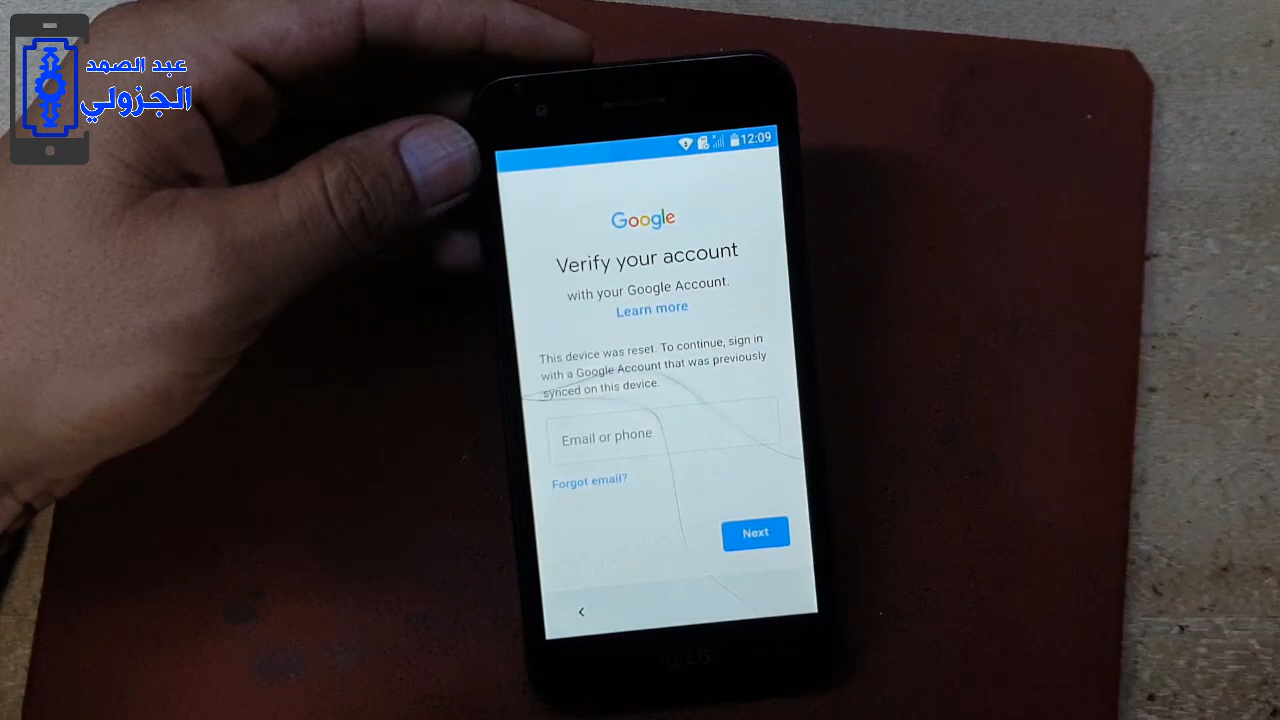 عبد الصمد
الجزولي
12:09
Google
Verify your account
with your Google Account.
Learn more
This device was reset. To continue, sign in
with a Google Account that was previously
synced on this device.
Email or phone
Forgot email?
Next
LG